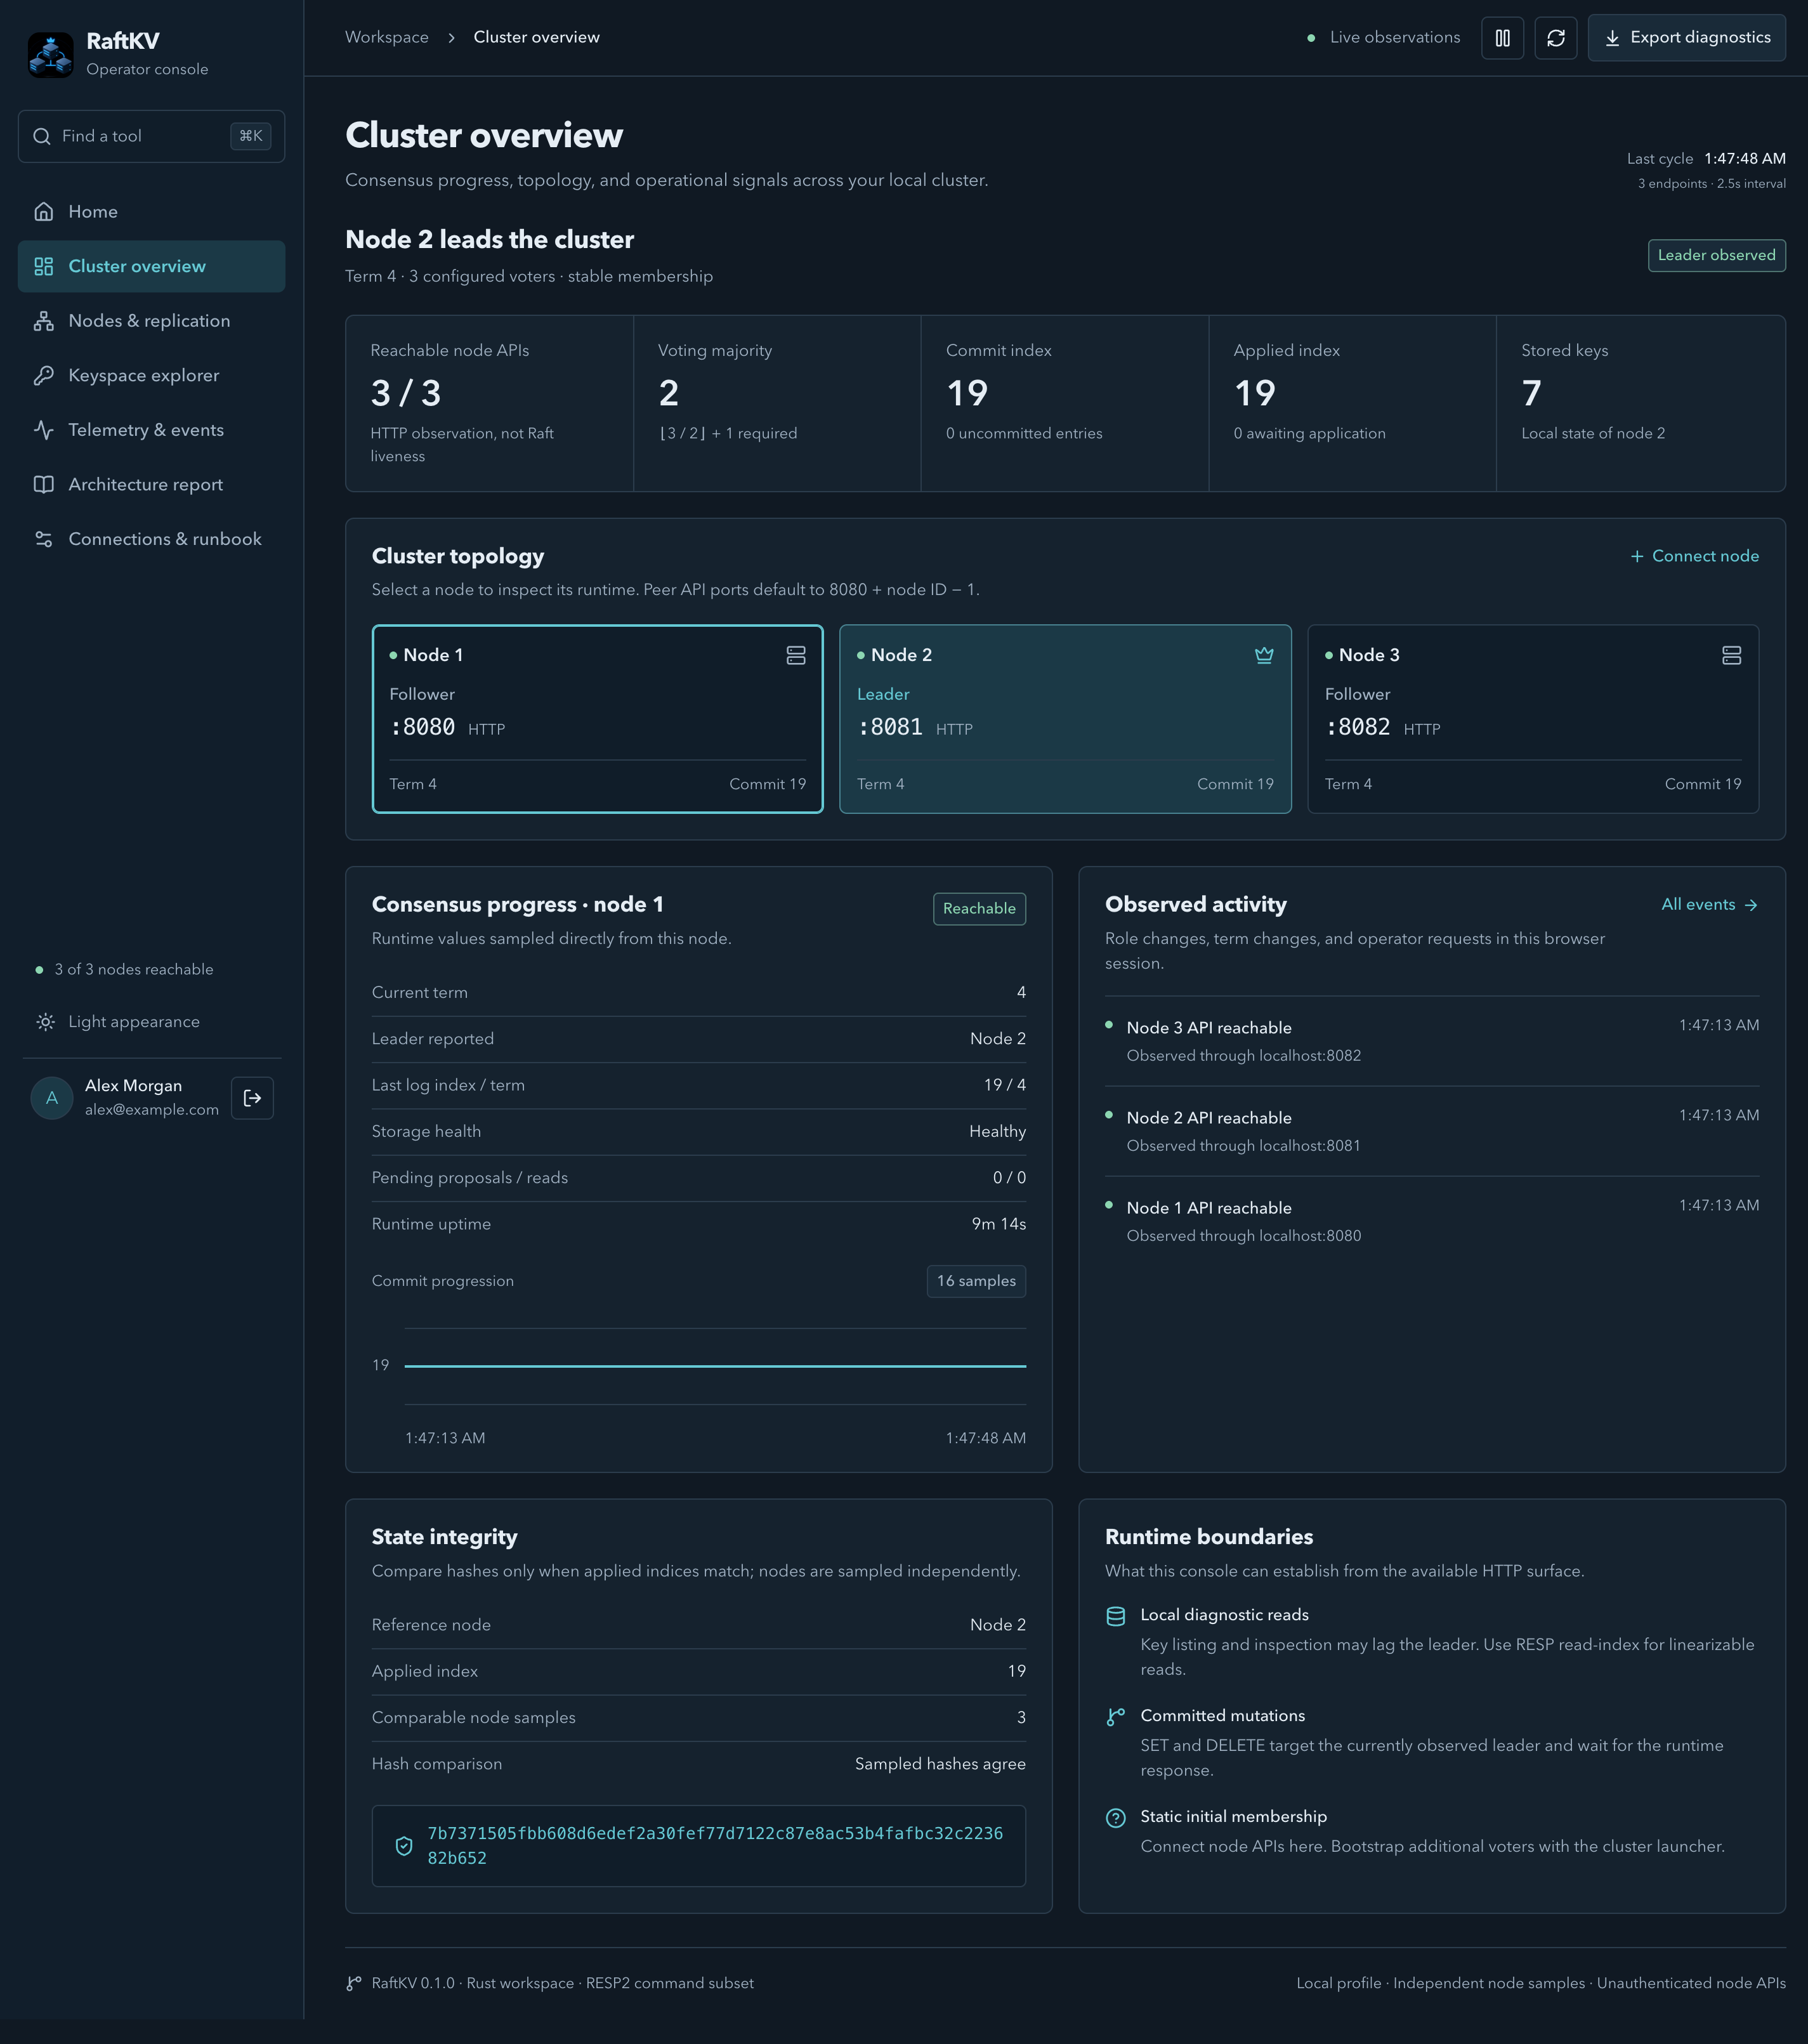 RaftKV
Operator console
Find a tool ⌘K
Home
Cluster overview
Nodes & replication
Keyspace explorer
Telemetry & events
Architecture report
Connections & runbook
3 of 3 nodes reachable
Light appearance
A
Alex Morgan
alex@example.com
Workspace > Cluster overview
Live observations
Export diagnostics
Cluster overview
Consensus progress, topology, and operational signals across your local cluster.
Last cycle 1:47:48 AM
3 endpoints · 2.5s interval
Node 2 leads the cluster
Term 4 · 3 configured voters · stable membership
Leader observed
Reachable node APIs
3 / 3
HTTP observation, not Raft
liveness
Voting majority
2
⌊3 / 2⌋ + 1 required
Commit index
19
0 uncommitted entries
Applied index
19
0 awaiting application
Stored keys
7
Local state of node 2
Cluster topology
+ Connect node
Select a node to inspect its runtime. Peer API ports default to 8080 + node ID − 1.
Node 1
Follower
:8080 HTTP
Term 4 Commit 19
Node 2
Leader
:8081 HTTP
Term 4 Commit 19
Node 3
Follower
:8082 HTTP
Term 4 Commit 19
Consensus progress · node 1
Reachable
Runtime values sampled directly from this node.
Current term 4
Leader reported Node 2
Last log index / term 19 / 4
Storage health Healthy
Pending proposals / reads 0 / 0
Runtime uptime 9m 14s
Commit progression 16 samples
19
1:47:13 AM 1:47:48 AM
Observed activity
All events →
Role changes, term changes, and operator requests in this browser
session.
Node 3 API reachable 1:47:13 AM
Observed through localhost:8082
Node 2 API reachable 1:47:13 AM
Observed through localhost:8081
Node 1 API reachable 1:47:13 AM
Observed through localhost:8080
State integrity
Compare hashes only when applied indices match; nodes are sampled independently.
Reference node Node 2
Applied index 19
Comparable node samples 3
Hash comparison Sampled hashes agree
7b7371505fbb608d6edef2a30fef77d7122c87e8ac53b4fafbc32c2236
82b652
Runtime boundaries
What this console can establish from the available HTTP surface.
Local diagnostic reads
Key listing and inspection may lag the leader. Use RESP read-index for linearizable
reads.
Committed mutations
SET and DELETE target the currently observed leader and wait for the runtime
response.
Static initial membership
Connect node APIs here. Bootstrap additional voters with the cluster launcher.
RaftKV 0.1.0 · Rust workspace · RESP2 command subset
Local profile · Independent node samples · Unauthenticated node APIs